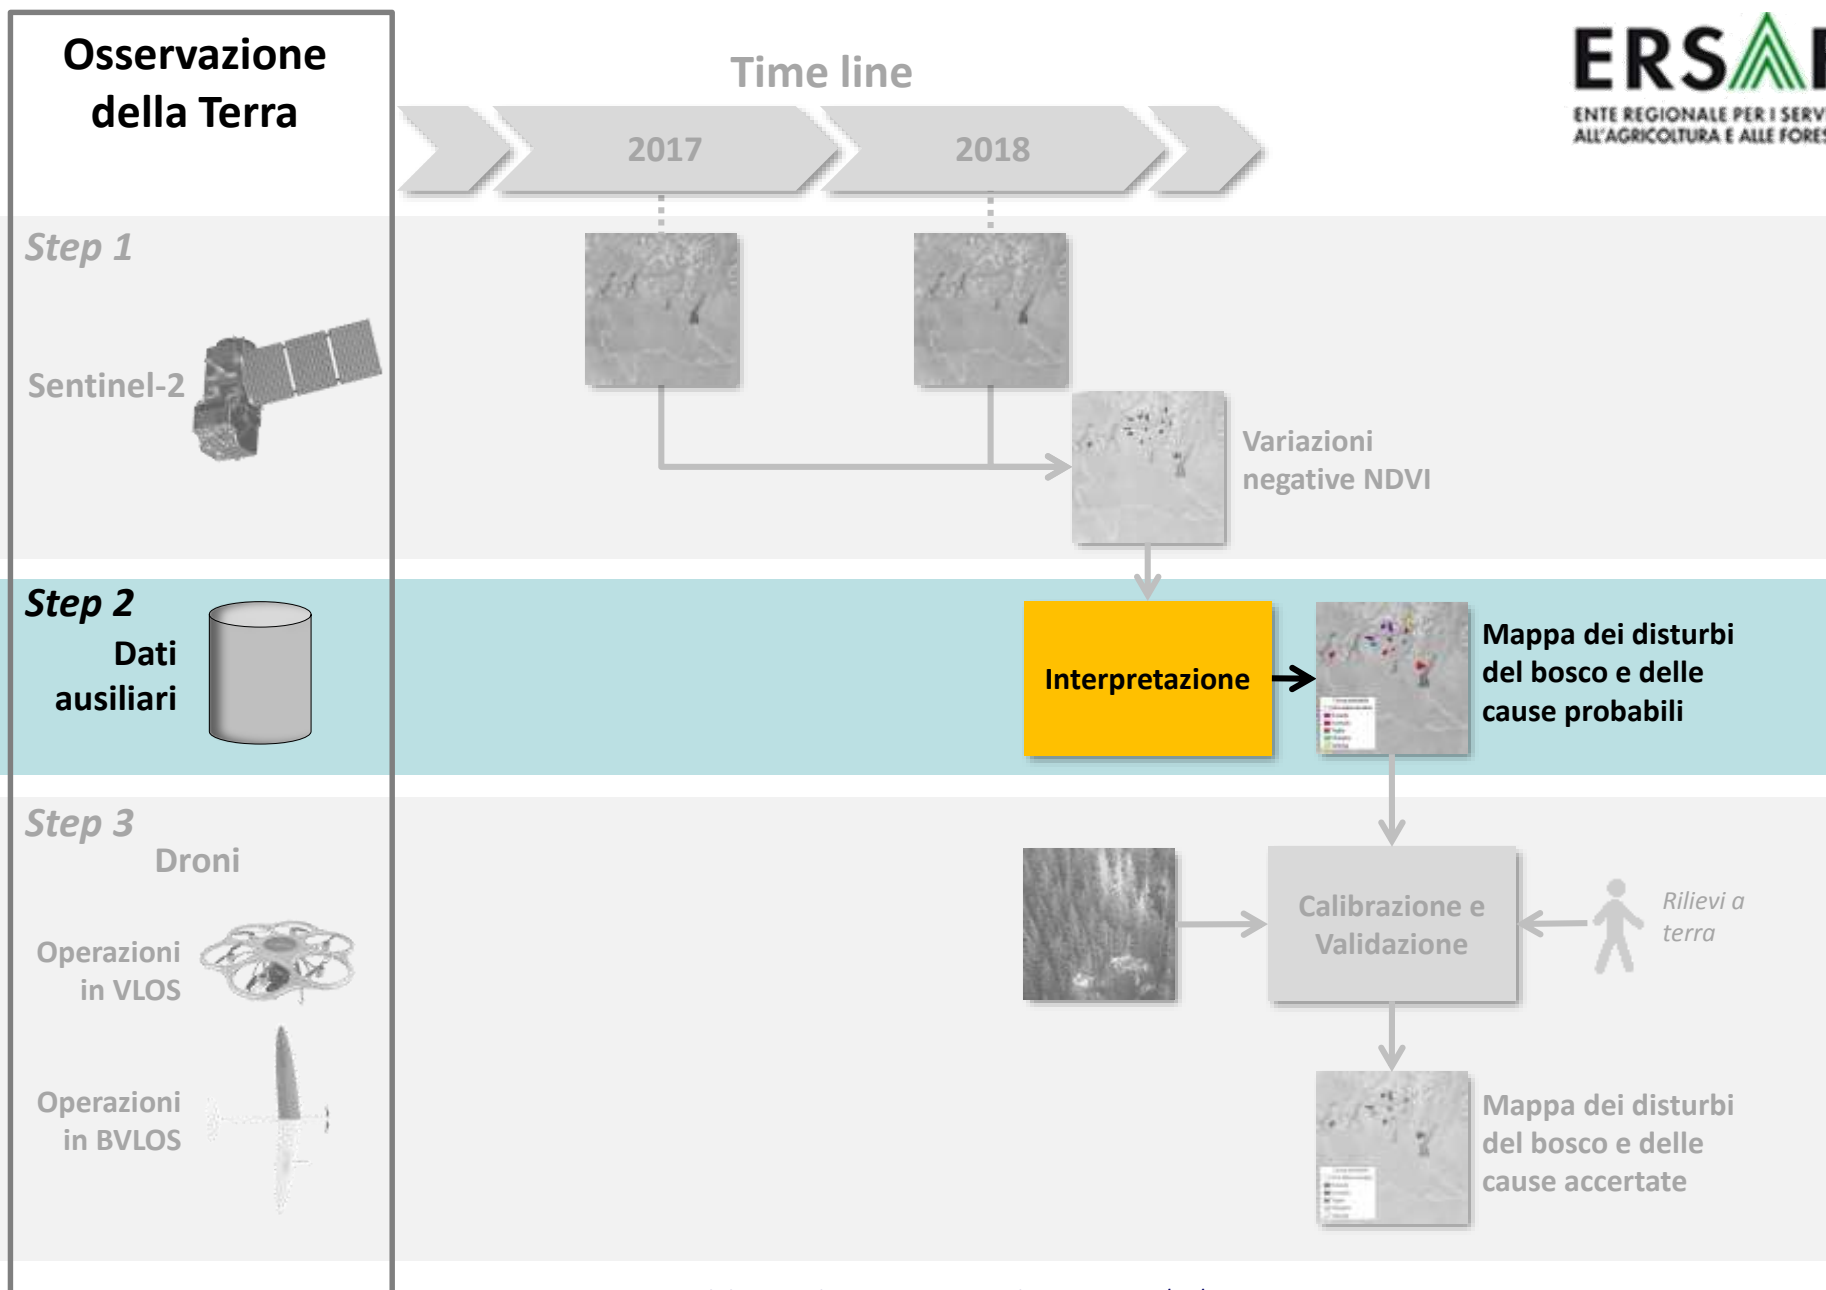 Osservazione
della Terra
Time line
2017
2018
ERSAF
ENTE REGIONALE PER I SERV
ALL'AGRICOLTURA E ALLE FORES
Step 1
Sentinel-2
Variazioni
negative NDVI
Step 2
Dati
ausiliari
Interpretazione
Mappa dei disturbi
del bosco e delle
cause probabili
Step 3
Droni
Operazioni
in VLOS
Operazioni
in BVLOS
Calibrazione e
Validazione
Rilievi a
terra
Mappa dei disturbi
del bosco e delle
cause accertate